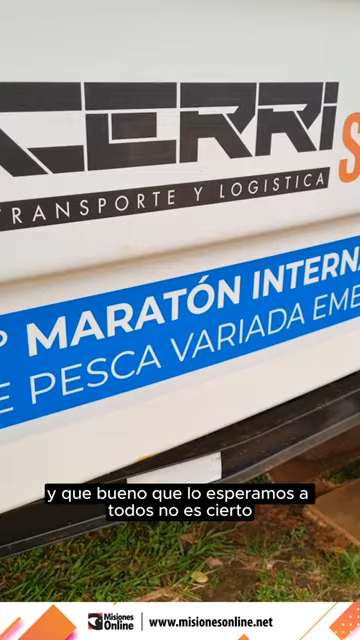 CERRI
TRANSPORTE Y LOGISTICA
S
° MARATÓN INTERNA
E PESCA VARIADA EMB
y que bueno que lo esperamos a
todos no es cierto
Misiones
Online
www.misionesonline.net